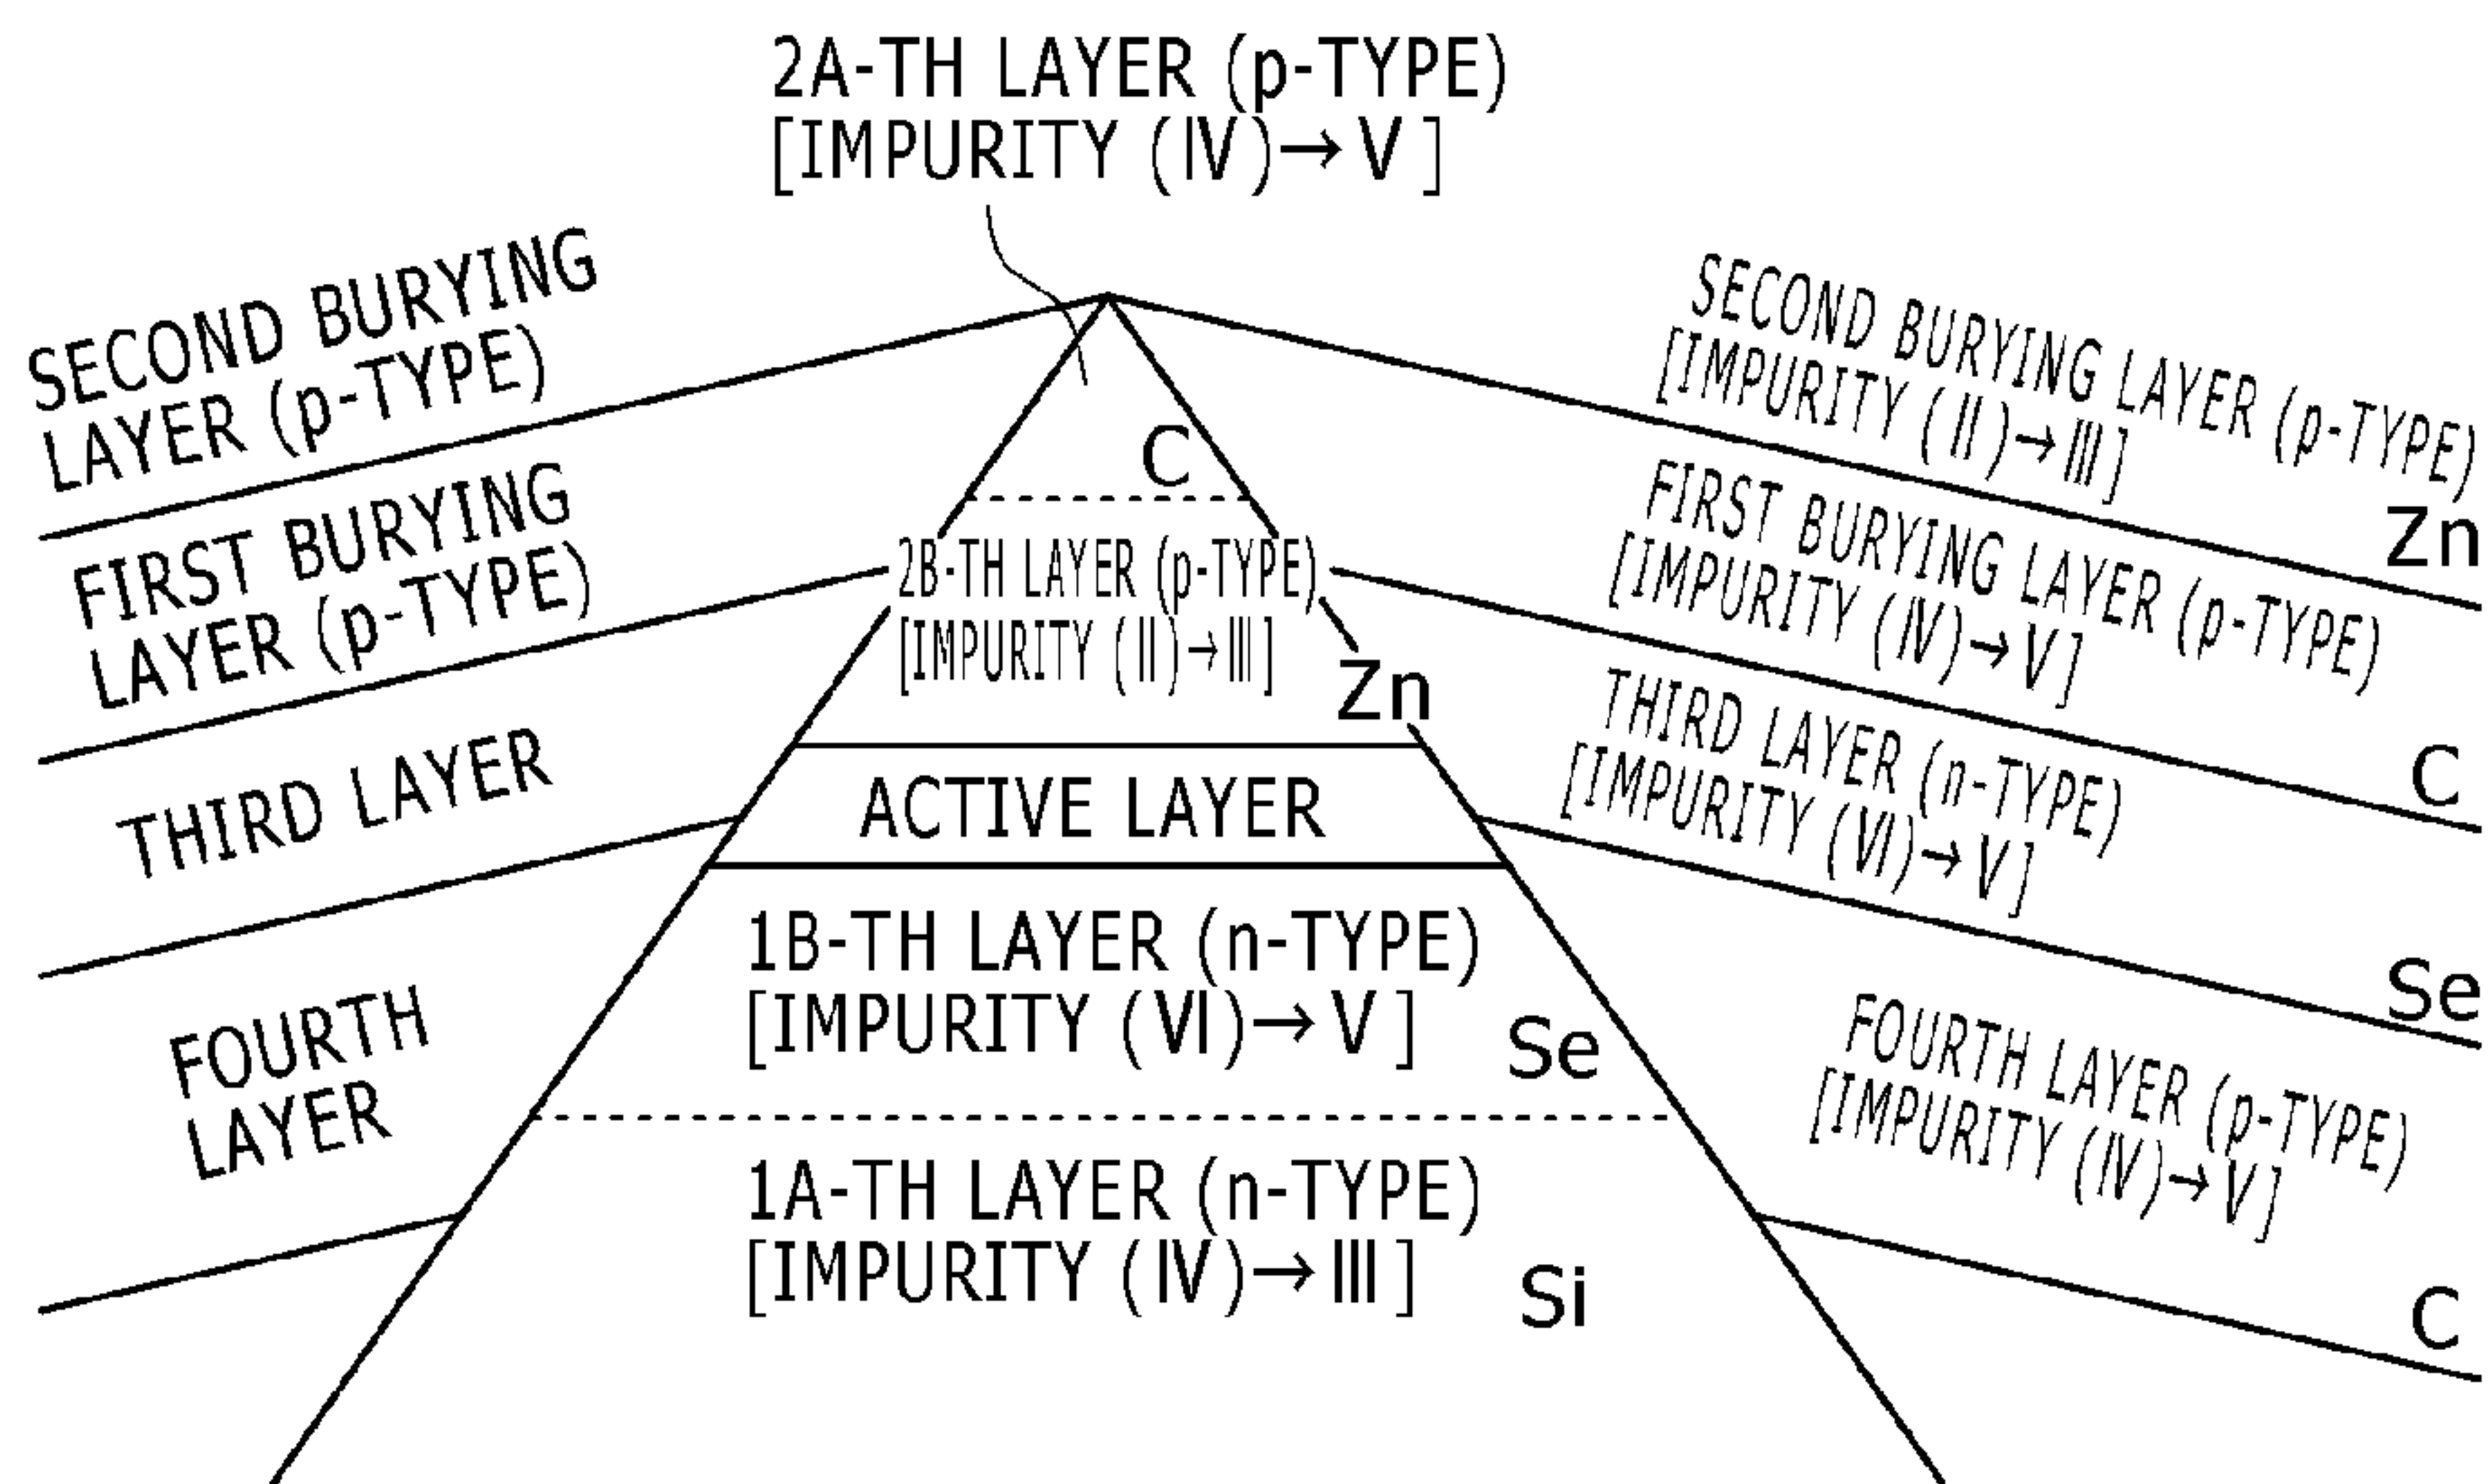 2A-TH LAYER (p-TYPE)
[IMPURITY (Ⅳ)→Ⅴ]
SECOND BURYING
LAYER (p-TYPE)
FIRST BURYING
LAYER (p-TYPE)
THIRD LAYER
FOURTH
LAYER
C
2B-TH LAYER (p-TYPE)
[IMPURITY (Ⅱ)→Ⅲ]
Zn
ACTIVE LAYER
1B-TH LAYER (n-TYPE)
[IMPURITY (Ⅵ)→Ⅴ]
Se
1A-TH LAYER (n-TYPE)
[IMPURITY (Ⅳ)→Ⅲ]
Si
SECOND BURYING LAYER (p-TYPE)
[IMPURITY (Ⅱ)→Ⅲ]
Zn
FIRST BURYING LAYER (p-TYPE)
[IMPURITY (Ⅳ)→Ⅴ]
C
THIRD LAYER (n-TYPE)
[IMPURITY (Ⅵ)→Ⅴ]
Se
FOURTH LAYER (p-TYPE)
[IMPURITY (Ⅳ)→Ⅴ]
C